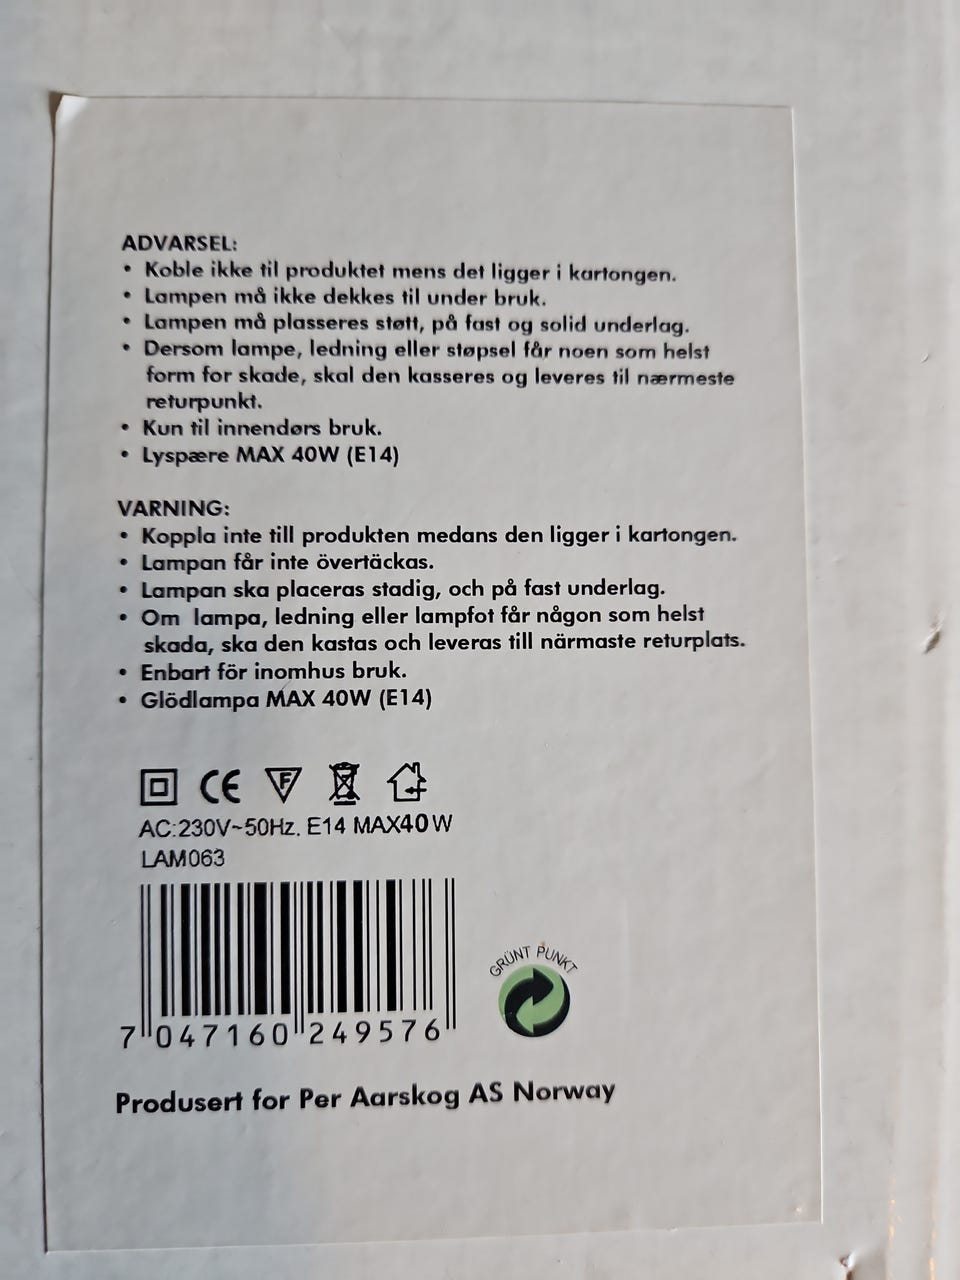 ADVARSEL:
• Koble ikke til produktet mens det ligger i kartongen.
• Lampen må ikke dekkes til under bruk.
• Lampen må plasseres støtt, på fast og solid underlag.
• Dersom lampe, ledning eller støpsel får noen som helst
form for skade, skal den kasseres og leveres til nærmeste
returpunkt.
• Kun til innendørs bruk.
• Lyspære MAX 40W (E14)
VARNING:
• Koppla inte till produkten medans den ligger i kartongen.
• Lampan får inte övertäckas.
• Lampan ska placeras stadig, och på fast underlag.
• Om lampa, ledning eller lampfot får någon som helst
skada, ska den kastas och leveras till närmaste returplats.
• Enbart för inomhus bruk.
• Glödlampa MAX 40W (E14)
CE F
AC:230V~50Hz. E14 MAX40W
LAM063
7 047160 249576
GRÜNT PUNKT
Produsert for Per Aarskog AS Norway